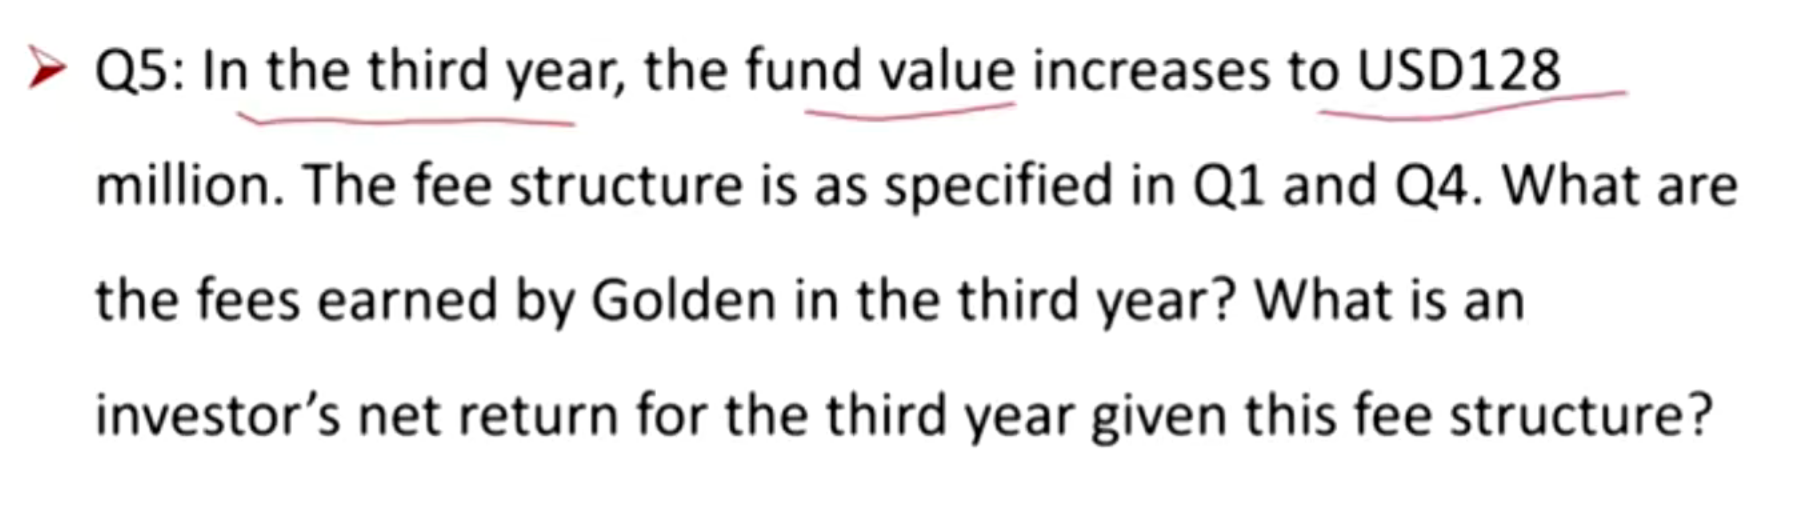 Q5: In the third year, the fund value increases to USD128
million. The fee structure is as specified in Q1 and Q4. What are
the fees earned by Golden in the third year? What is an
investor’s net return for the third year given this fee structure?